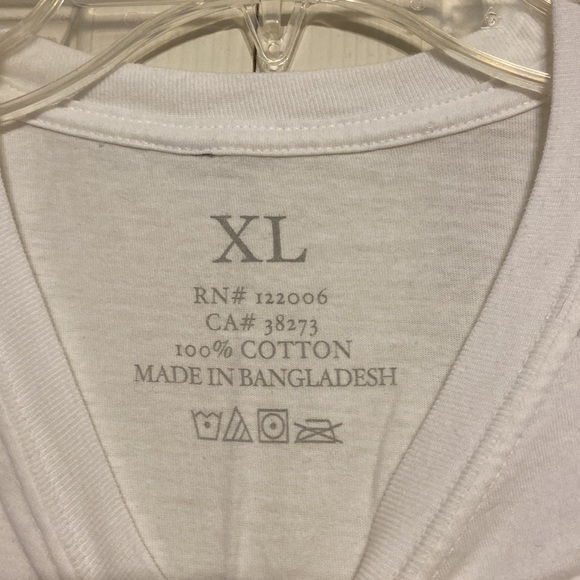 XL
RN# 122006
CA# 38273
100% COTTON
MADE IN BANGLADESH